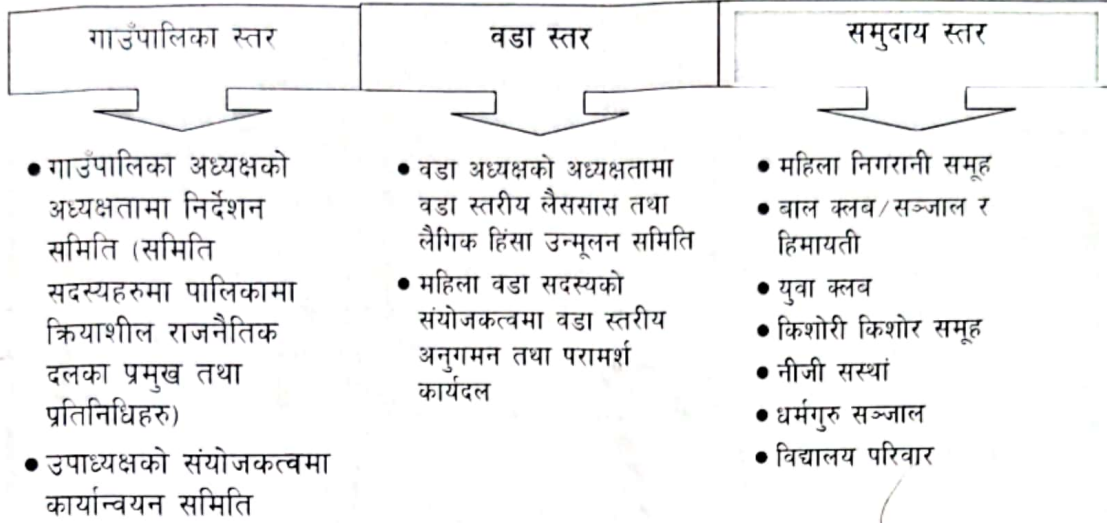 गाउँपालिका स्तर
गाउँपालिका अध्यक्षको
अध्यक्षतामा निर्देशन
समिति (समिति
सदस्यहरुमा पालिकामा
क्रियाशील राजनैतिक
दलका प्रमुख तथा
प्रतिनिधिहरु)
उपाध्यक्षको संयोजकत्वमा
कार्यान्वयन समिति
वडा स्तर
वडा अध्यक्षको अध्यक्षतामा
वडा स्तरीय लैससास तथा
लैगिक हिंसा उन्मूलन समिति
महिला वडा सदस्यको
संयोजकत्वमा वडा स्तरीय
अनुगमन तथा परामर्श
कार्यदल
समुदाय स्तर
महिला निगरानी समूह
बाल क्लब/सञ्जाल र
हिमायती
युवा क्लब
किशोरी किशोर समूह
नीजी सस्थां
धर्मगुरु सञ्जाल
विद्यालय परिवार